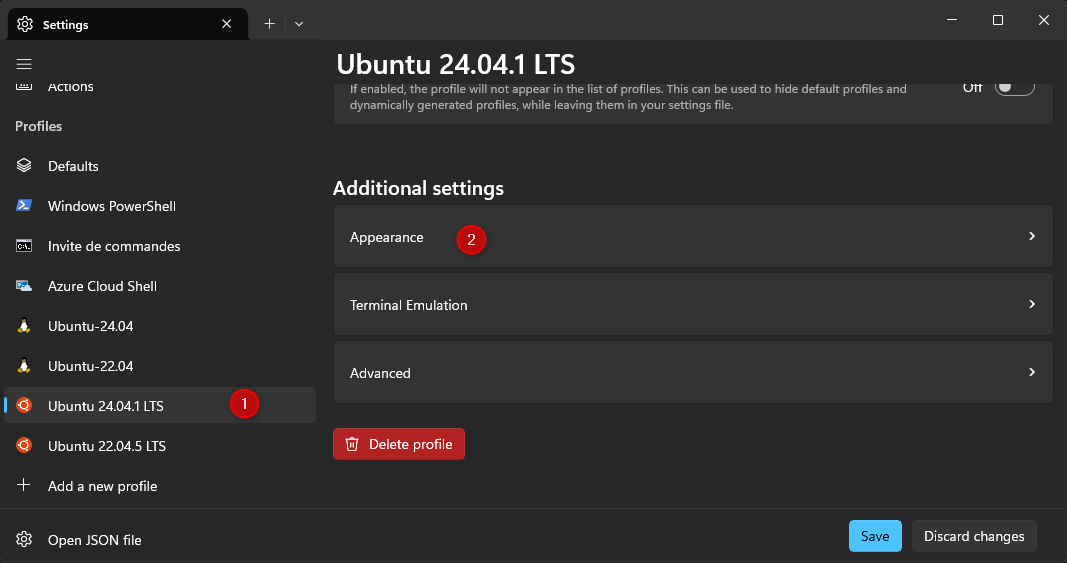 Settings
Actions
Profiles
Defaults
Windows PowerShell
Invite de commandes
Azure Cloud Shell
Ubuntu-24.04
Ubuntu-22.04
Ubuntu 24.04.1 LTS
1
Ubuntu 22.04.5 LTS
Add a new profile
Open JSON file
Ubuntu 24.04.1 LTS
If enabled, the profile will not appear in the list of profiles. This can be used to hide default profiles and
dynamically generated profiles, while leaving them in your settings file.
Off
Additional settings
Appearance
2
Terminal Emulation
Advanced
Delete profile
Save
Discard changes